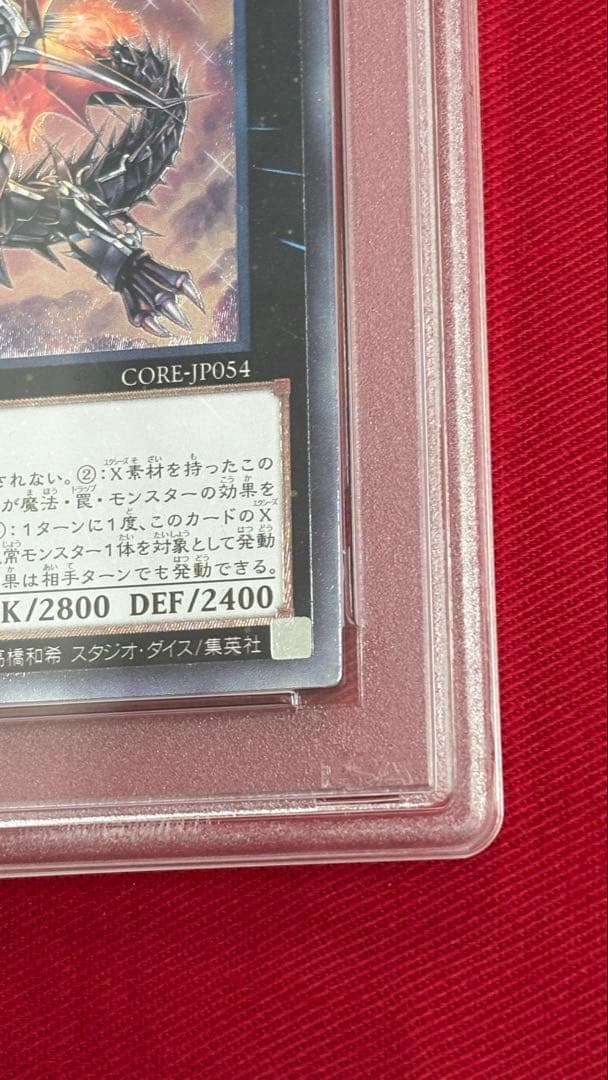 CORE-JP054
されない。②:X素材を持ったこの
が魔法・罠・モンスターの効果を
:1ターンに1度、このカードのX
常モンスター1体を対象として発動
果は相手ターンでも発動できる。
K/2800 DEF/2400
高橋和希 スタジオ・ダイス/集英社
PSA